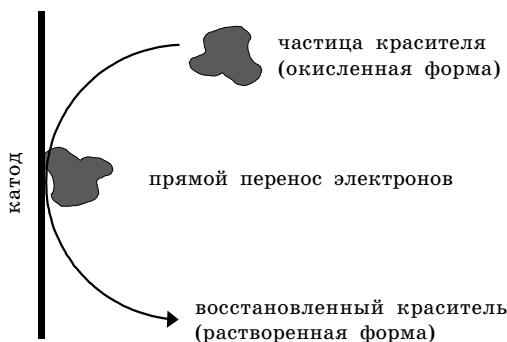 частица красителя
(окисленная форма)
катод
прямой перенос электронов
восстановленный краситель
(растворенная форма)